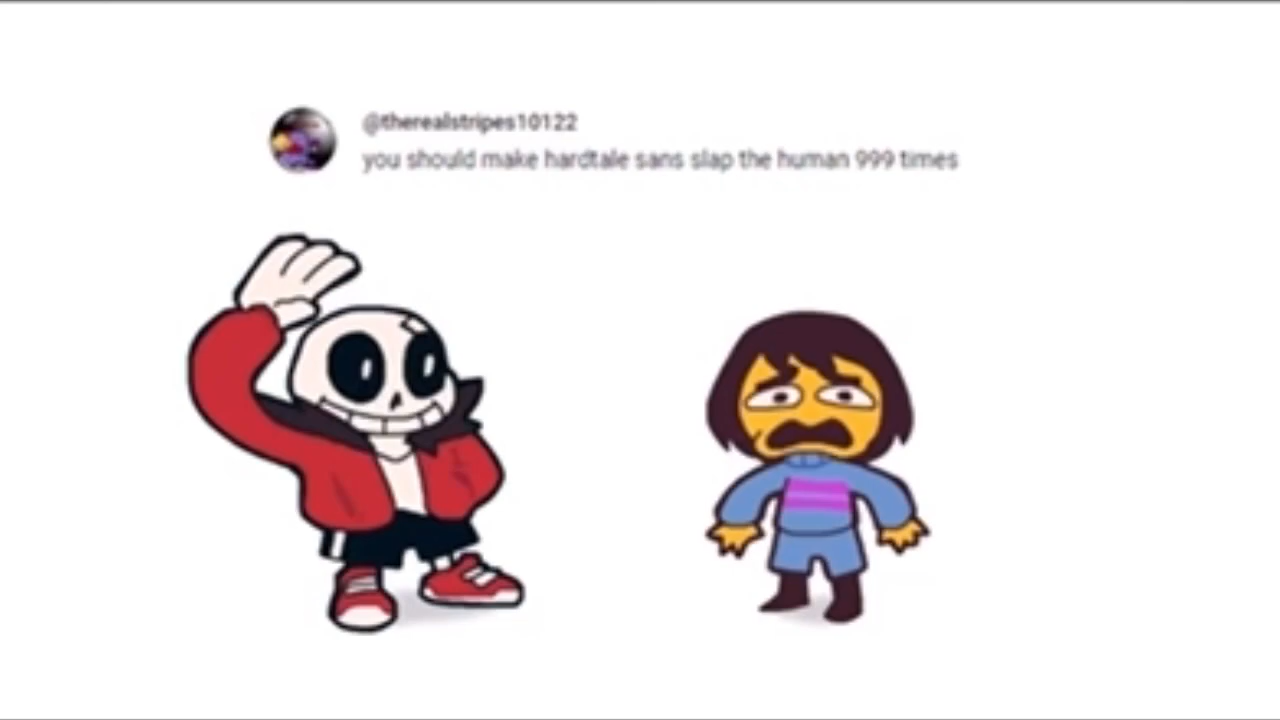 @therealstripes10122
you should make hardtale sans slap the human 999 times